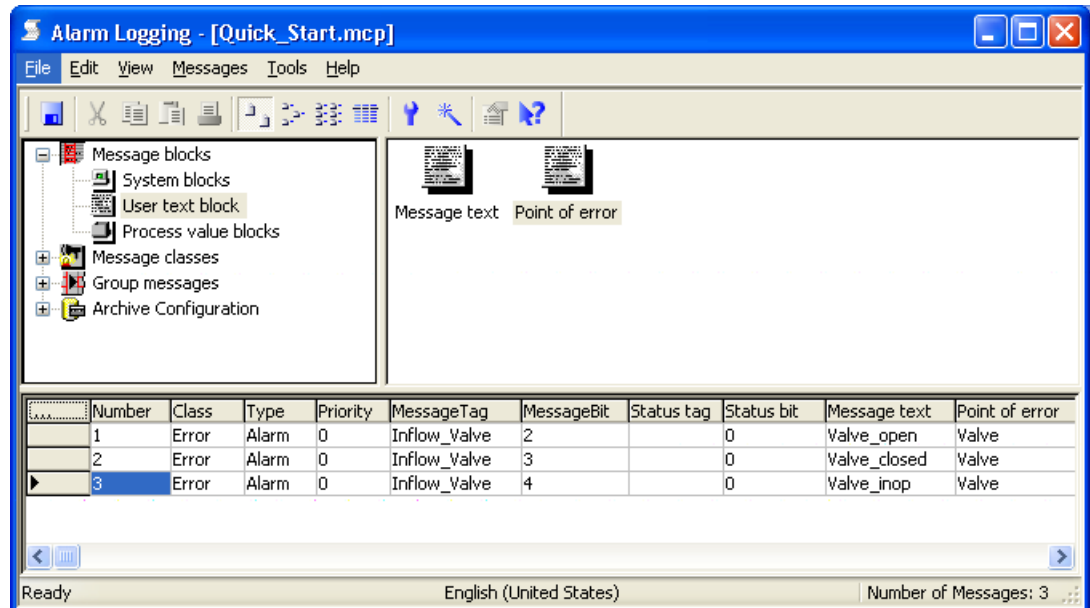 Alarm Logging - [Quick_Start.mcp]
File Edit View Messages Tools Help
Message blocks
System blocks
User text block
Process value blocks
Message classes
Group messages
Archive Configuration
Message text Point of error
... Number Class Type Priority MessageTag MessageBit Status tag Status bit Message text Point of error
1 Error Alarm 0 Inflow_Valve 2 0 Valve_open Valve
2 Error Alarm 0 Inflow_Valve 3 0 Valve_closed Valve
3 Error Alarm 0 Inflow_Valve 4 0 Valve_inop Valve
Ready English (United States) Number of Messages: 3